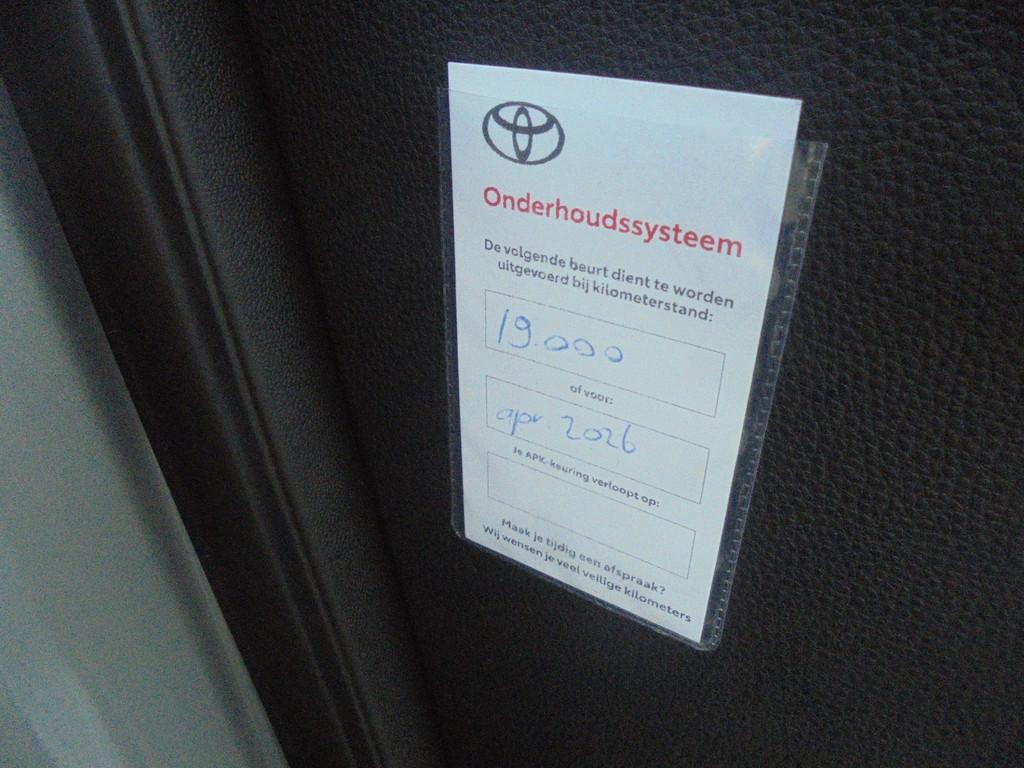 Onderhoudssysteem
De volgende beurt dient te worden
uitgevoerd bij kilometerstand:
19.000
of voor:
apr. 2026
Je APK-keuring verloopt op:
Maak je tijdig een afspraak?
Wij wensen je veel veilige kilometers